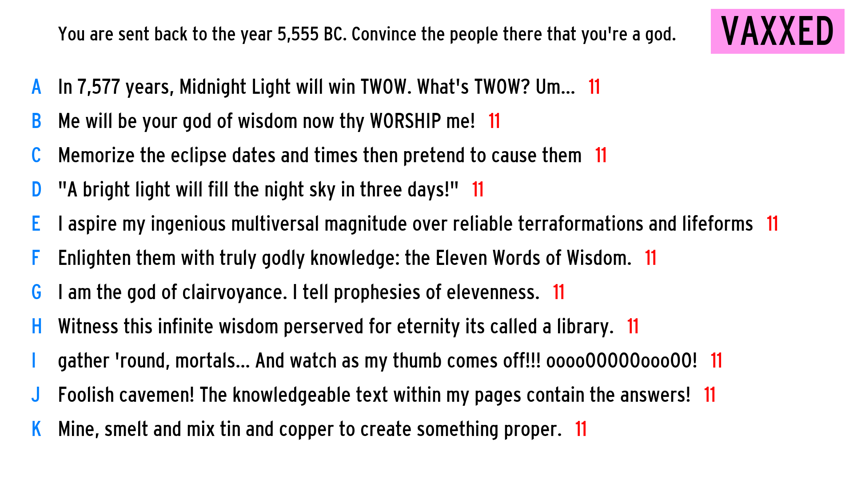 You are sent back to the year 5,555 BC. Convince the people there that you're a god.
VAXXED
A In 7,577 years, Midnight Light will win TWOW. What's TWOW? Um... 11
B Me will be your god of wisdom now thy WORSHIP me! 11
C Memorize the eclipse dates and times then pretend to cause them 11
D "A bright light will fill the night sky in three days!" 11
E I aspire my ingenious multiversal magnitude over reliable terraformations and lifeforms 11
F Enlighten them with truly godly knowledge: the Eleven Words of Wisdom. 11
G I am the god of clairvoyance. I tell prophesies of elevenness. 11
H Witness this infinite wisdom perserved for eternity its called a library. 11
I gather 'round, mortals... And watch as my thumb comes off!!! oooo00000ooo00! 11
J Foolish cavemen! The knowledgeable text within my pages contain the answers! 11
K Mine, smelt and mix tin and copper to create something proper. 11